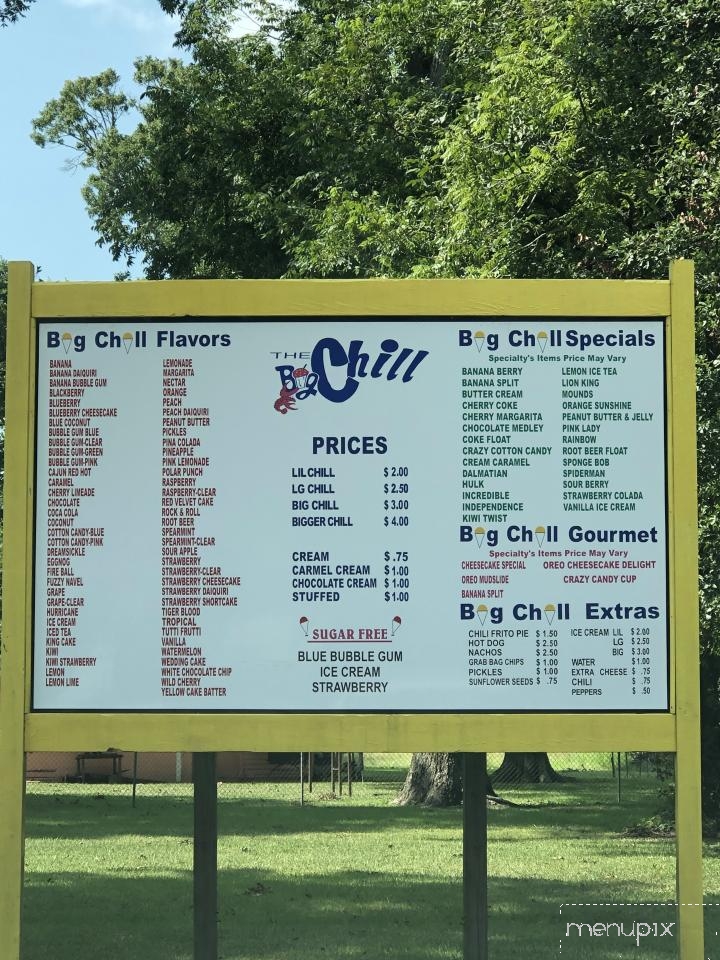 Big Chill Flavors
BANANA
BANANA DAIQUIRI
BANANA BUBBLE GUM
BLACKBERRY
BLUEBERRY
BLUEBERRY CHEESECAKE
BLUE COCONUT
BUBBLE GUM BLUE
BUBBLE GUM-CLEAR
BUBBLE GUM-GREEN
BUBBLE GUM-PINK
CAJUN RED HOT
CARAMEL
CHERRY LIMEADE
CHOCOLATE
COCA COLA
COCONUT
COTTON CANDY-BLUE
COTTON CANDY-PINK
DREAMSICKLE
EGGNOG
FIRE BALL
FUZZY NAVEL
GRAPE
GRAPE-CLEAR
HURRICANE
ICE CREAM
ICED TEA
KING CAKE
KIWI
KIWI STRAWBERRY
LEMON
LEMON LIME
LEMONADE
MARGARITA
NECTAR
ORANGE
PEACH
PEACH DAIQUIRI
PEANUT BUTTER
PICKLES
PINA COLADA
PINEAPPLE
PINK LEMONADE
POLAR PUNCH
RASPBERRY
RASPBERRY-CLEAR
RED VELVET CAKE
ROCK & ROLL
ROOT BEER
SPEARMINT
SPEARMINT-CLEAR
SOUR APPLE
STRAWBERRY
STRAWBERRY-CLEAR
STRAWBERRY CHEESECAKE
STRAWBERRY DAIQUIRI
STRAWBERRY SHORTCAKE
TIGER BLOOD
TROPICAL
TUTTI FRUTTI
VANILLA
WATERMELON
WEDDING CAKE
WHITE CHOCOLATE CHIP
WILD CHERRY
YELLOW CAKE BATTER
THE
Big Chill
PRICES
LIL CHILL $ 2.00
LG CHILL $ 2.50
BIG CHILL $ 3.00
BIGGER CHILL $ 4.00
CREAM $ .75
CARMEL CREAM $ 1.00
CHOCOLATE CREAM $ 1.00
STUFFED $ 1.00
SUGAR FREE
BLUE BUBBLE GUM
ICE CREAM
STRAWBERRY
Big Chill Specials
Specialty's Items Price May Vary
BANANA BERRY
BANANA SPLIT
BUTTER CREAM
CHERRY COKE
CHERRY MARGARITA
CHOCOLATE MEDLEY
COKE FLOAT
CRAZY COTTON CANDY
CREAM CARAMEL
DALMATIAN
HULK
INCREDIBLE
INDEPENDENCE
KIWI TWIST
LEMON ICE TEA
LION KING
MOUNDS
ORANGE SUNSHINE
PEANUT BUTTER & JELLY
PINK LADY
RAINBOW
ROOT BEER FLOAT
SPONGE BOB
SPIDERMAN
SOUR BERRY
STRAWBERRY COLADA
VANILLA ICE CREAM
Big Chill Gourmet
Specialty's Items Price May Vary
CHEESECAKE SPECIAL OREO CHEESECAKE DELIGHT
OREO MUDSLIDE CRAZY CANDY CUP
BANANA SPLIT
Big Chill Extras
CHILI FRITO PIE $ 1.50
HOT DOG $ 2.50
NACHOS $ 2.50
GRAB BAG CHIPS $ 1.00
PICKLES $ 1.00
SUNFLOWER SEEDS $ .75
ICE CREAM LIL $ 2.00
LG $ 2.50
BIG $ 3.00
WATER $ 1.00
EXTRA CHEESE $ .75
CHILI $ .75
PEPPERS $ .50
menupix